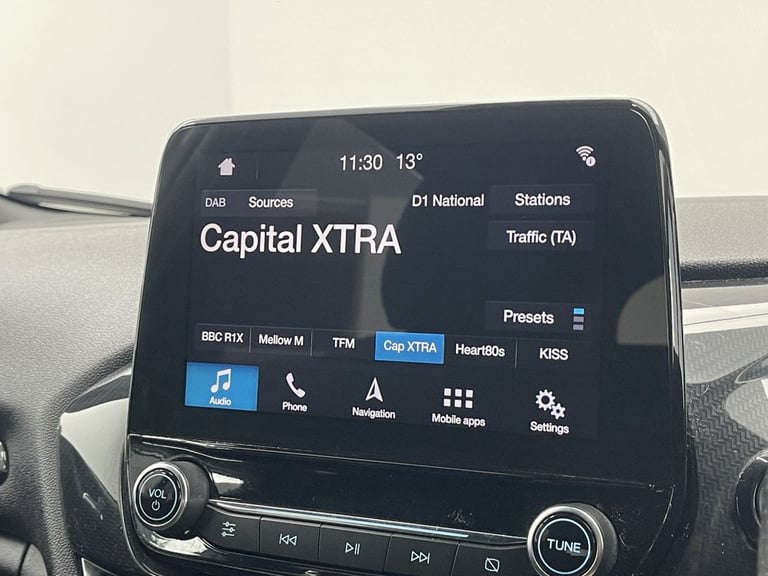 11:30 13°
DAB Sources D1 National Stations
Capital XTRA Traffic (TA)
Presets
BBC R1X Mellow M TFM Cap XTRA Heart80s KISS
Audio Phone Navigation Mobile apps Settings
VOL TUNE